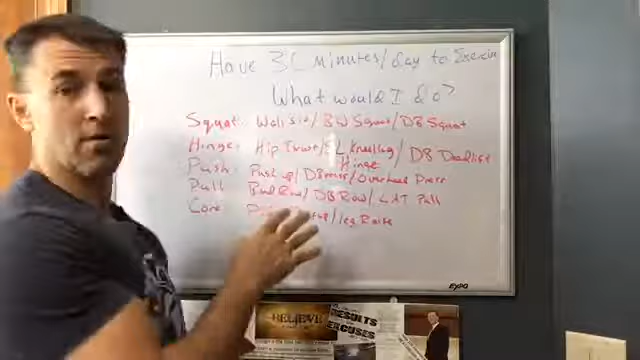 Have 30 minutes/day to Exercise
What would I do?
Squat: Wall Sit/BW Squat/DB Squat
Hinge: Hip Thrust/SL Kneeling Hinge/DB Deadlift
Push: Push up/DB Press/Overhead Press
Pull: Band Row/DB Row/LAT Pull
Core: /leg Raise
EXPO
BELIEVE
RESULTS
EXCUSES